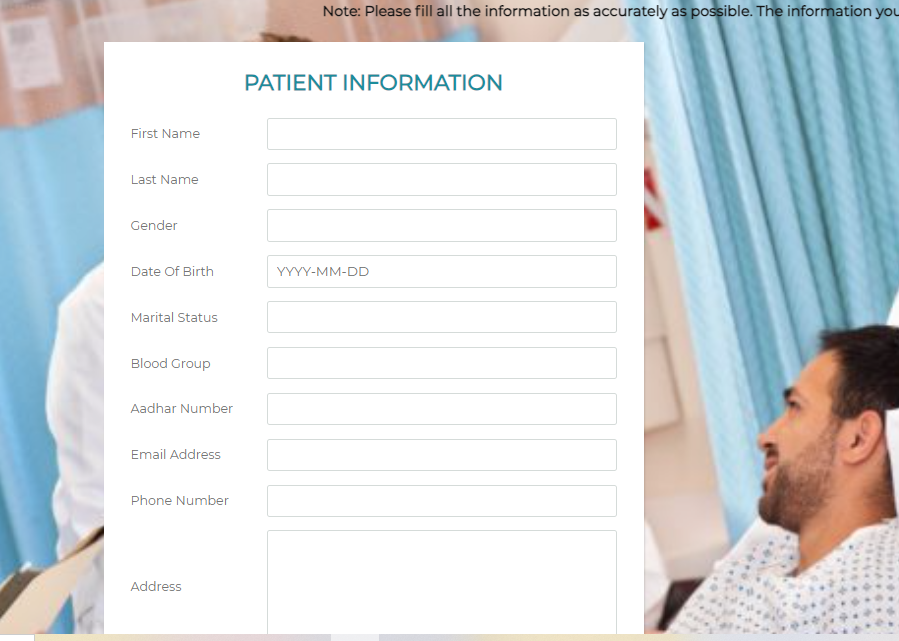 Note: Please fill all the information as accurately as possible. The information you
PATIENT INFORMATION
First Name
Last Name
Gender
Date Of Birth YYYY-MM-DD
Marital Status
Blood Group
Aadhar Number
Email Address
Phone Number
Address